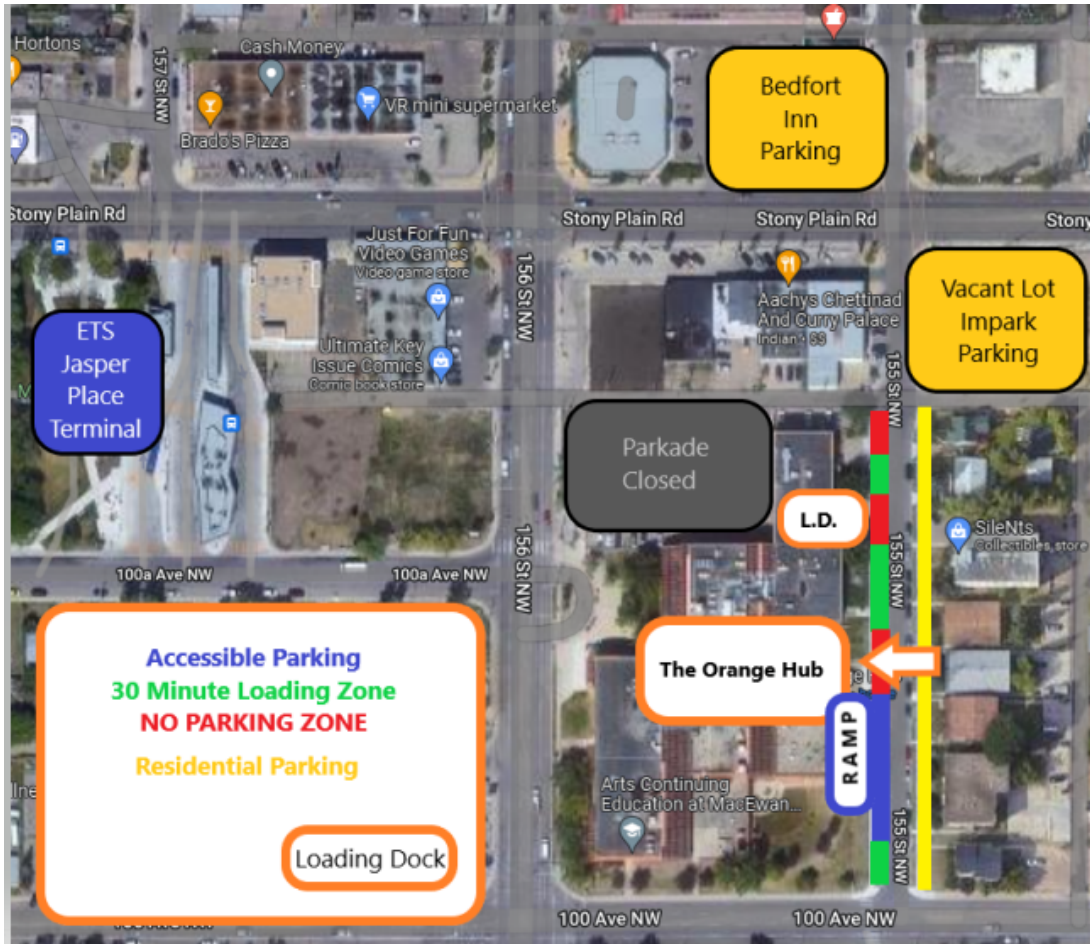 Hortons
157 St NW
Cash Money
VR mini supermarket
Brado's Pizza
Bedfort
Inn
Parking
Stony Plain Rd
Stony Plain Rd
Stony Plain Rd
Stony
Just For Fun
Video Games
Video game store
156 St NW
Aachys Chettinad
And Curry Palace
Indian • $$
Vacant Lot
Impark
Parking
ETS
Jasper
Place
Terminal
Ultimate Key
Issue Comics
Comic book store
155 St NW
Parkade
Closed
L.D.
SileNts
Collectibles store
156 St NW
155 St NW
100a Ave NW
100a Ave NW
Accessible Parking
30 Minute Loading Zone
NO PARKING ZONE
Residential Parking
Loading Dock
The Orange Hub
RAMP
Arts Continuing
Education at MacEwan...
155 St NW
100 Ave NW
100 Ave NW